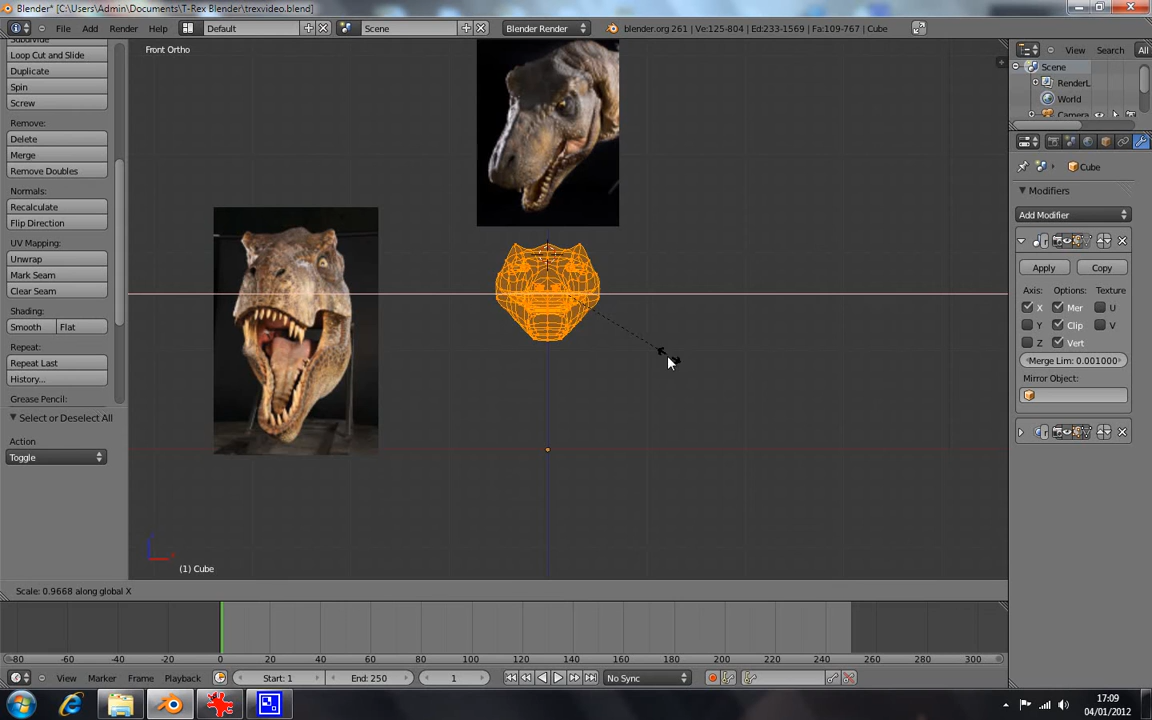 Blender* [C:\Users\Admin\Documents\T-Rex Blender\trexvideo.blend]
File Add Render Help Default Scene Blender Render blender.org 261 | Ve:125-804 | Ed:233-1569 | Fa:109-767 | Cube
Loop Cut and Slide
Duplicate
Spin
Screw
Remove:
Delete
Merge
Remove Doubles
Normals:
Recalculate
Flip Direction
UV Mapping:
Unwrap
Mark Seam
Clear Seam
Shading:
Smooth Flat
Repeat:
Repeat Last
History...
Grease Pencil:
Select or Deselect All
Action
Toggle
Front Ortho
(1) Cube
View Search All
Scene
RenderL
World
Camera
Cube
Modifiers
Add Modifier
Apply Copy
Axis: Options: Texture
X Mer U
Y Clip V
Z Vert
Merge Lim: 0.001000
Mirror Object:
Scale: 0.9668 along global X
-80 -60 -40 -20 0 20 40 60 80 100 120 140 160 180 200 220 240 260 280 300
View Marker Frame Playback Start: 1 End: 250 1 No Sync
17:09
04/01/2012